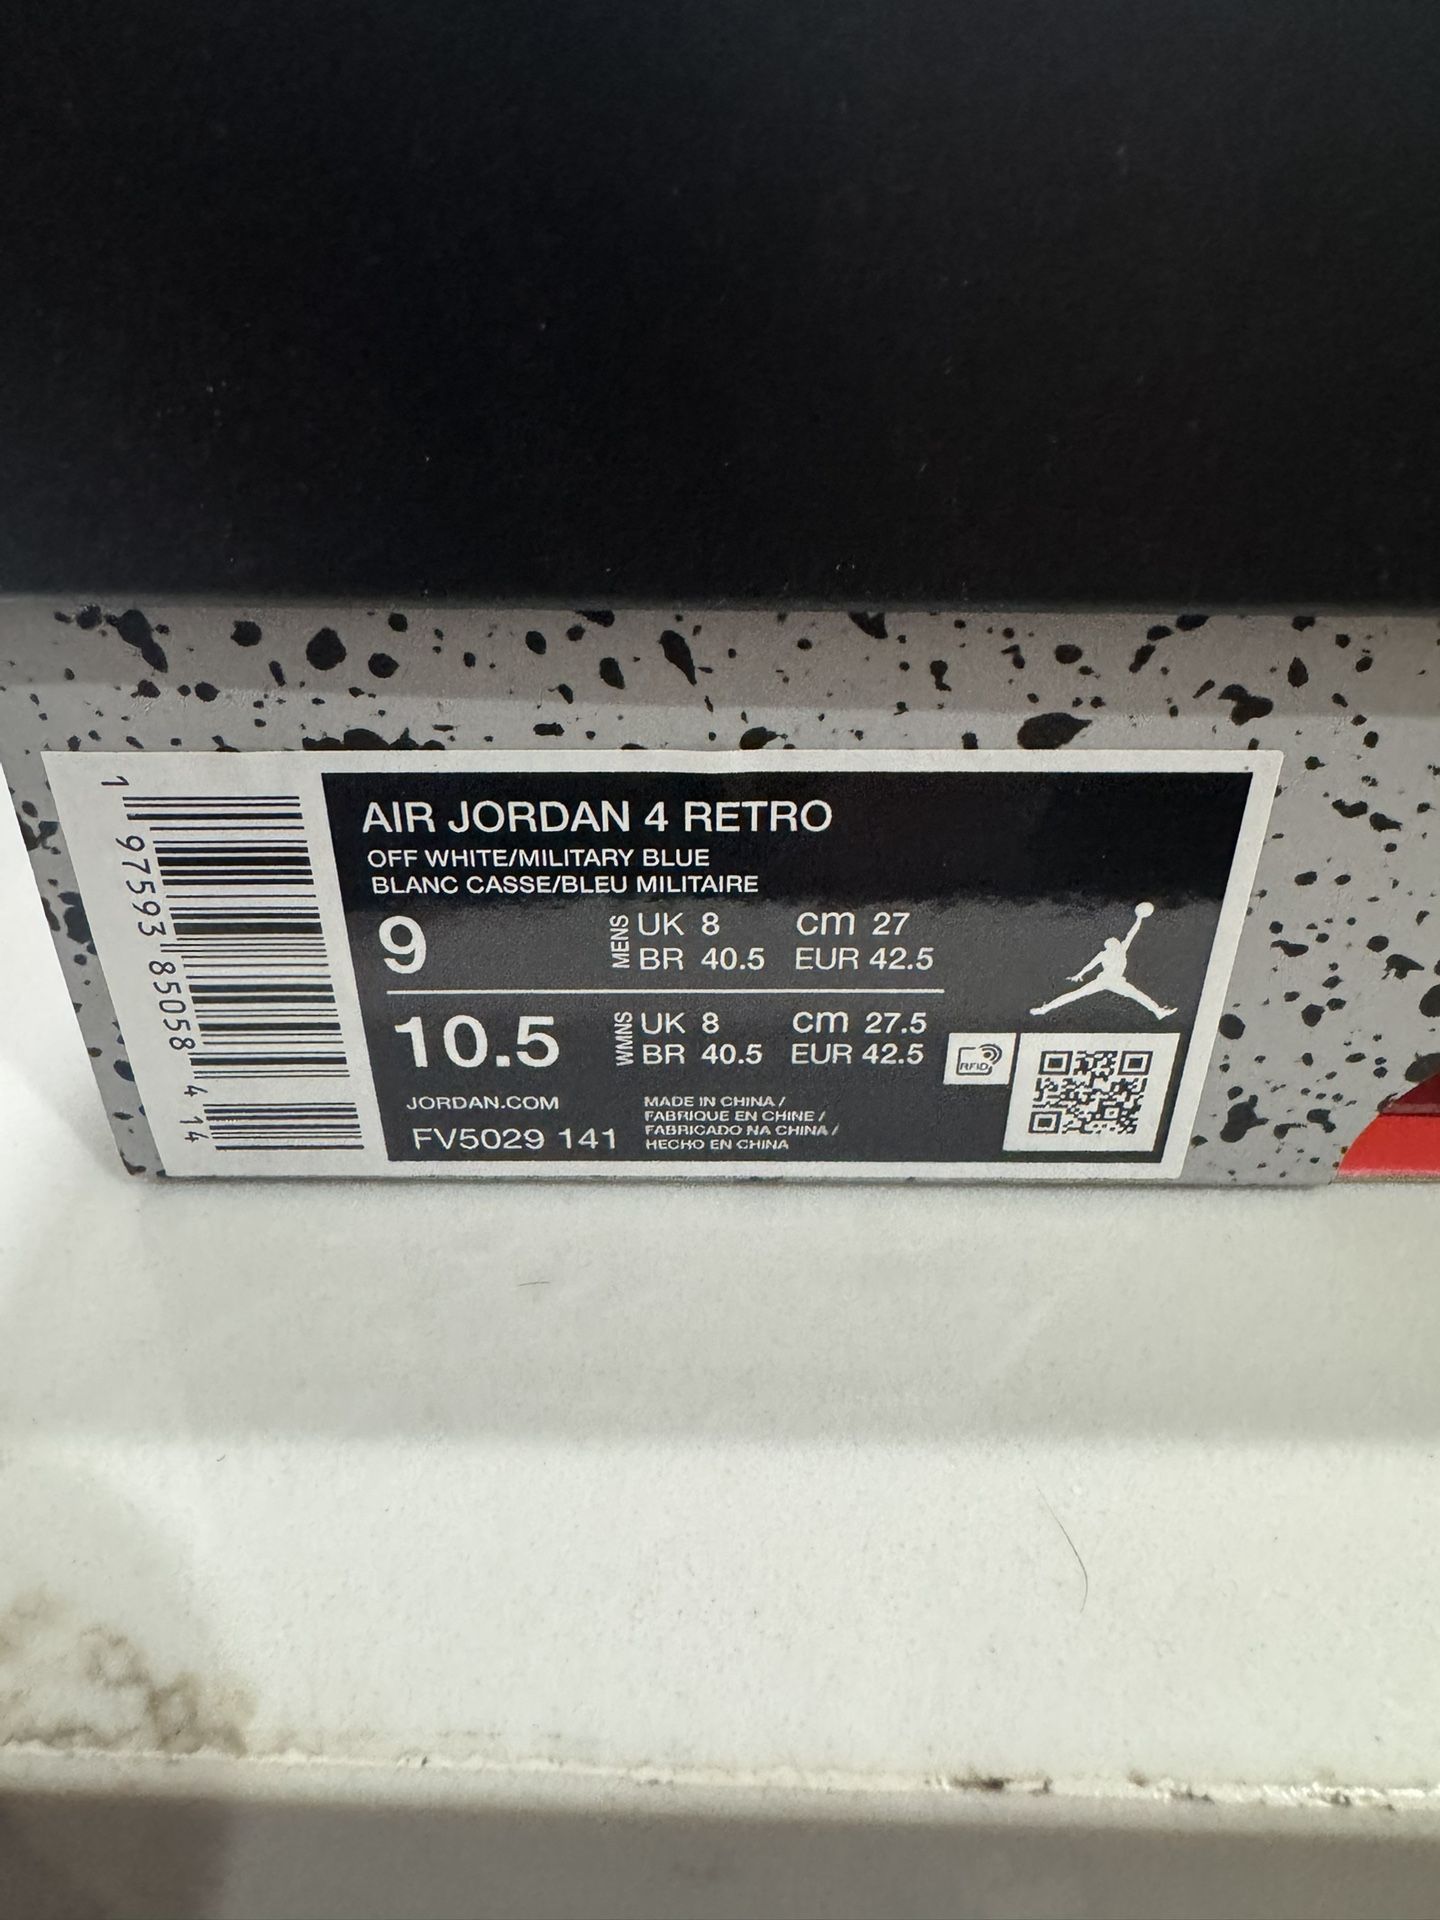 AIR JORDAN 4 RETRO
OFF WHITE/MILITARY BLUE
BLANC CASSE/BLEU MILITAIRE
9 MENS UK 8 cm 27
BR 40.5 EUR 42.5
10.5 WMNS UK 8 cm 27.5
BR 40.5 EUR 42.5
JORDAN.COM
FV5029 141
MADE IN CHINA /
FABRIQUE EN CHINE /
FABRICADO NA CHINA /
HECHO EN CHINA
RFID
1 97593 85058 4 14